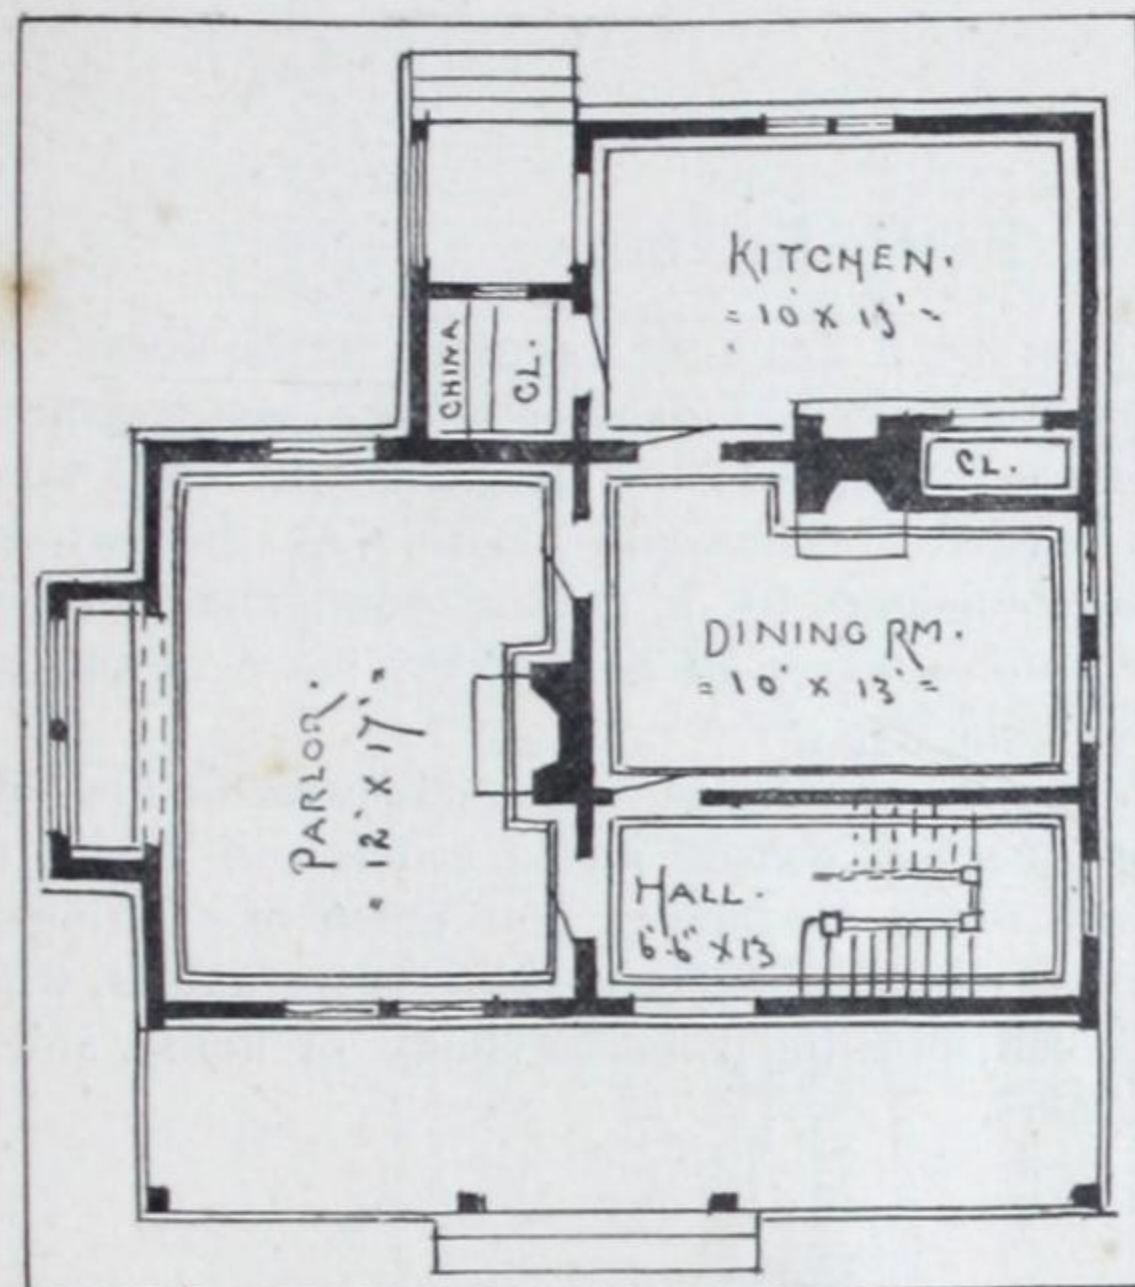 KITCHEN.
= 10' X 13' =
CHINA
CL.
CL.
DINING RM.
= 10' X 13' =
PARLOR.
= 12' X 17' =
HALL.
6'-6" X 13